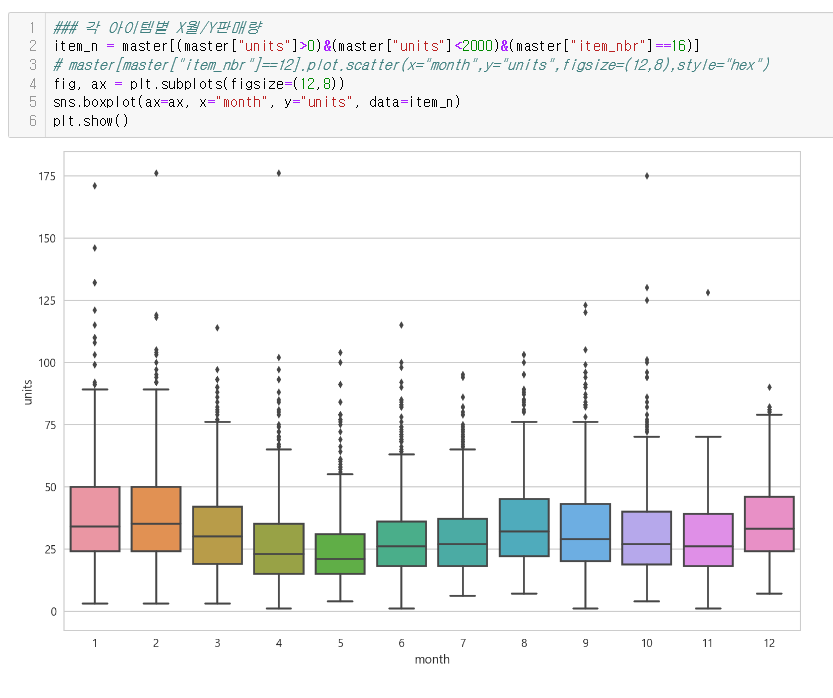 1 ### 각 아이템별 X월/Y판매량
2 item_n = master[(master["units"]>0)&(master["units"]<2000)&(master["item_nbr"]==16)]
3 # master[master["item_nbr"]==12].plot.scatter(x="month",y="units",figsize=(12,8),style="hex")
4 fig, ax = plt.subplots(figsize=(12,8))
5 sns.boxplot(ax=ax, x="month", y="units", data=item_n)
6 plt.show()
175
150
125
100
75
50
25
0
units
1 2 3 4 5 6 7 8 9 10 11 12
month